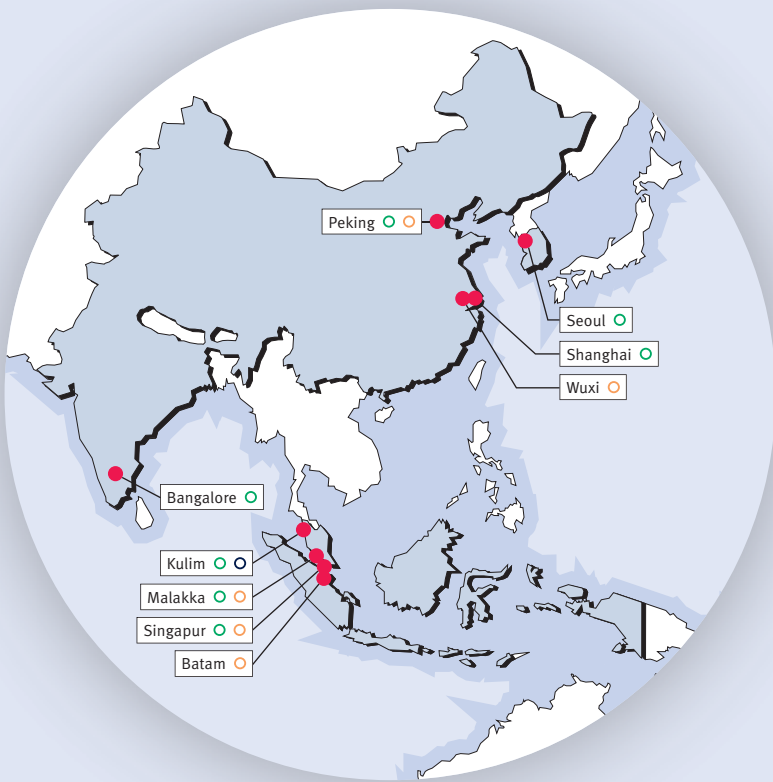 Peking
Seoul
Shanghai
Wuxi
Bangalore
Kulim
Malakka
Singapur
Batam